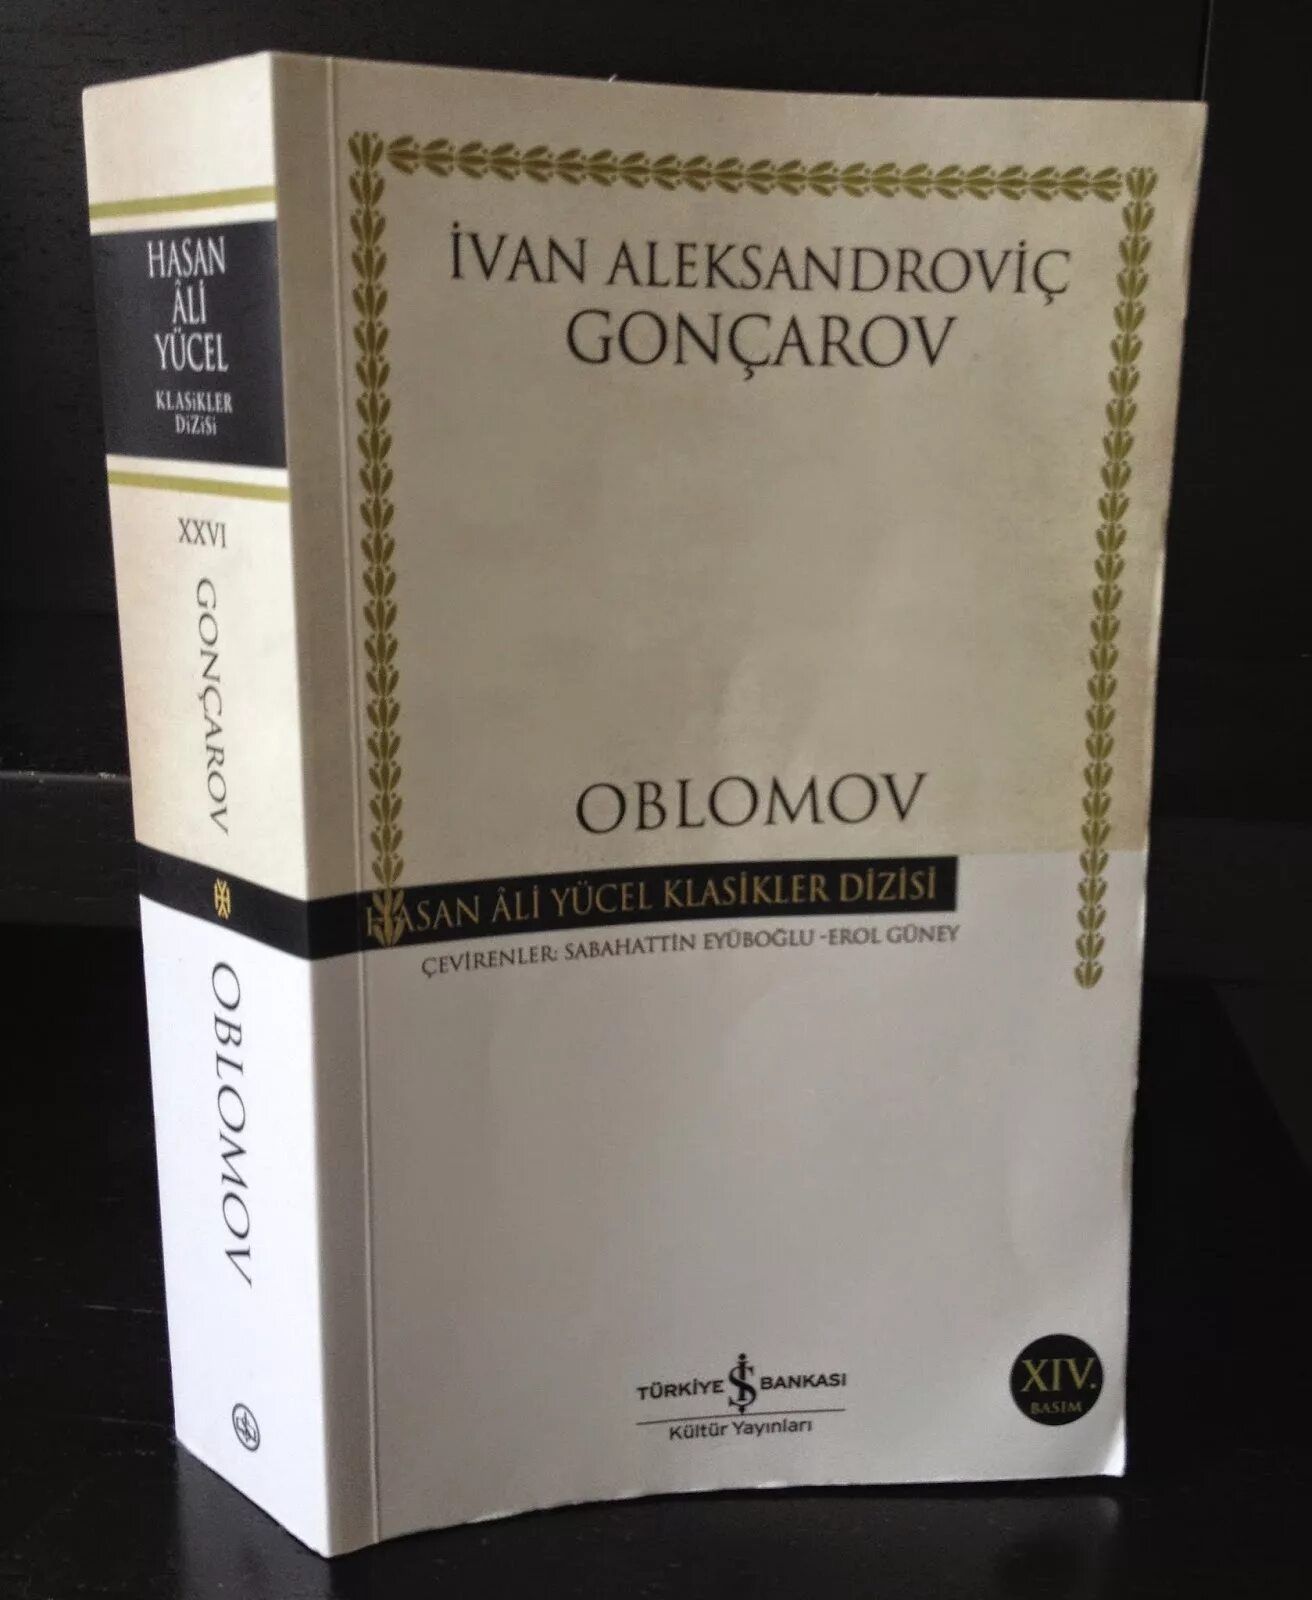 HASAN
ÂLİ
YÜCEL
KLASİKLER
DİZİSİ
XXVI
GONÇAROV
OBLOMOV
İVAN ALEKSANDROVİÇ
GONÇAROV
OBLOMOV
HASAN ÂLİ YÜCEL KLASİKLER DİZİSİ
ÇEVİRENLER: SABAHATTİN EYÜBOĞLU -EROL GÜNEY
TÜRKİYE İŞ BANKASI
Kültür Yayınları
XIV.
BASIM